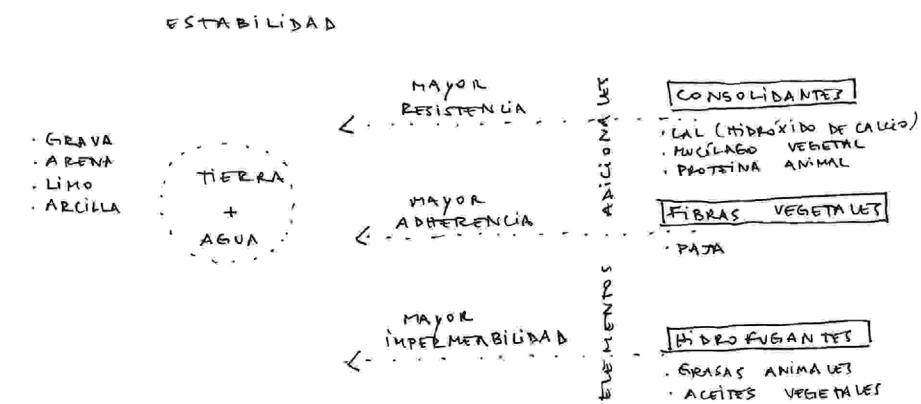 ESTABILIDAD
· GRAVA
· ARENA
· LIMO
· ARCILLA
TIERRA
+
AGUA
MAYOR
RESISTENCIA
MAYOR
ADHERENCIA
MAYOR
IMPERMEABILIDAD
ELEMENTOS ADICIONALES
CONSOLIDANTES
· CAL (HIDRÓXIDO DE CALCIO)
· MUCÍLAGO VEGETAL
· PROTEÍNA ANIMAL
FIBRAS VEGETALES
· PAJA
HIDROFUGANTES
· GRASAS ANIMALES
· ACEITES VEGETALES